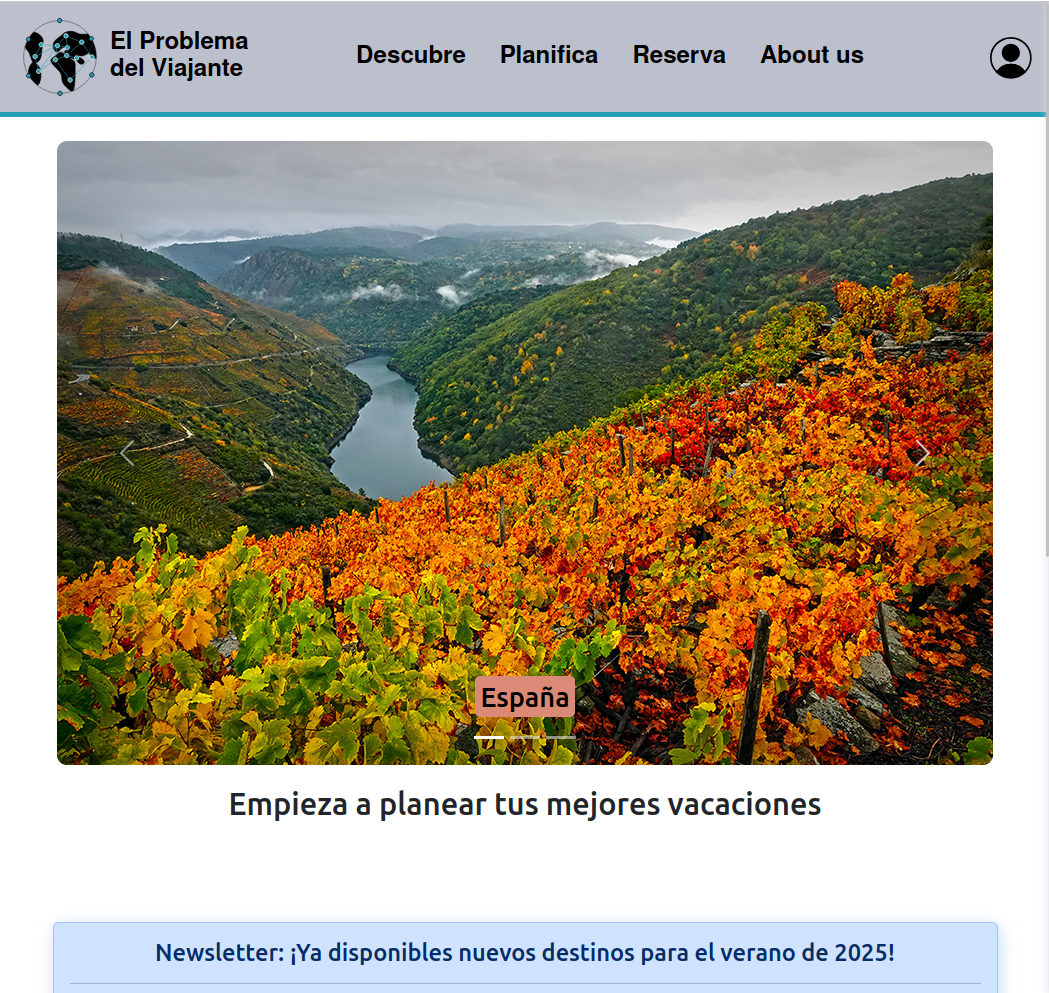 El Problema
del Viajante
Descubre Planifica Reserva About us
España
Empieza a planear tus mejores vacaciones
Newsletter: ¡Ya disponibles nuevos destinos para el verano de 2025!